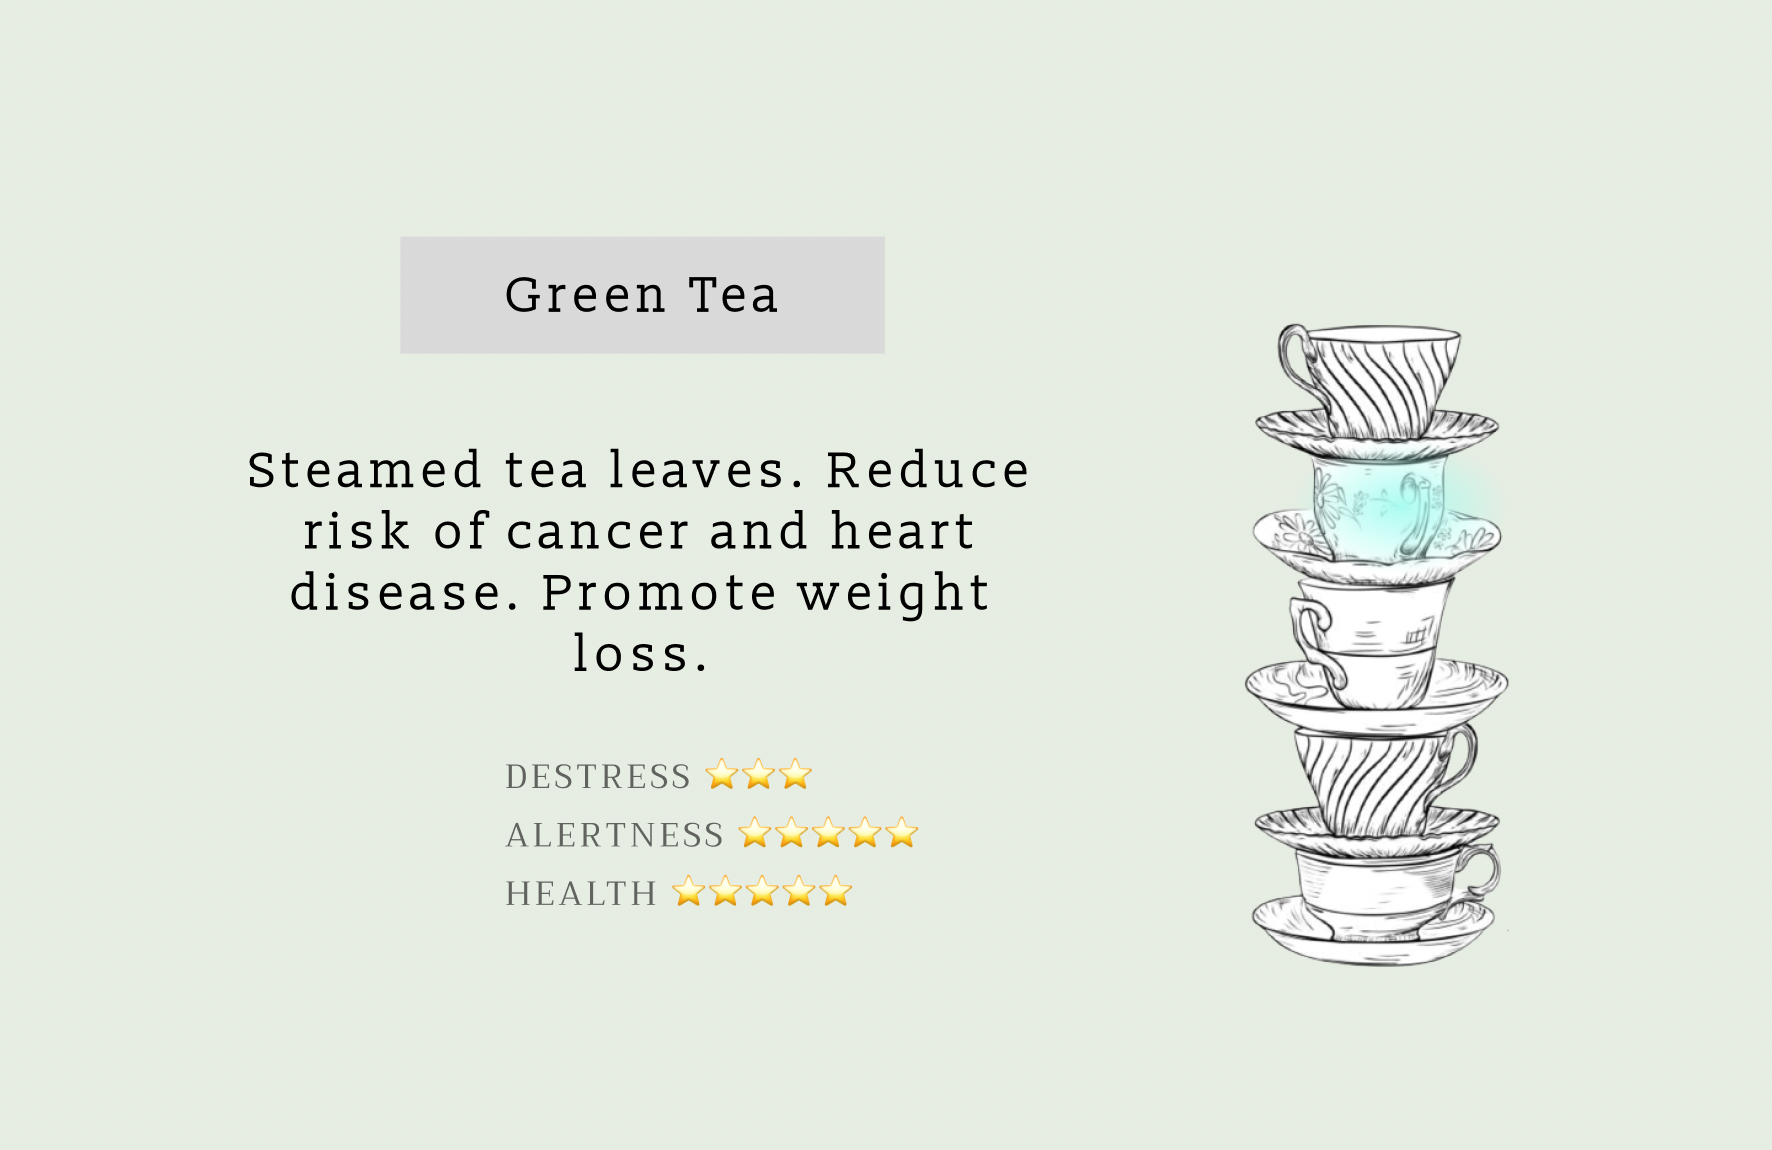 Green Tea
Steamed tea leaves. Reduce
risk of cancer and heart
disease. Promote weight
loss.
DESTRESS ⭐⭐⭐
ALERTNESS ⭐⭐⭐⭐⭐
HEALTH ⭐⭐⭐⭐⭐